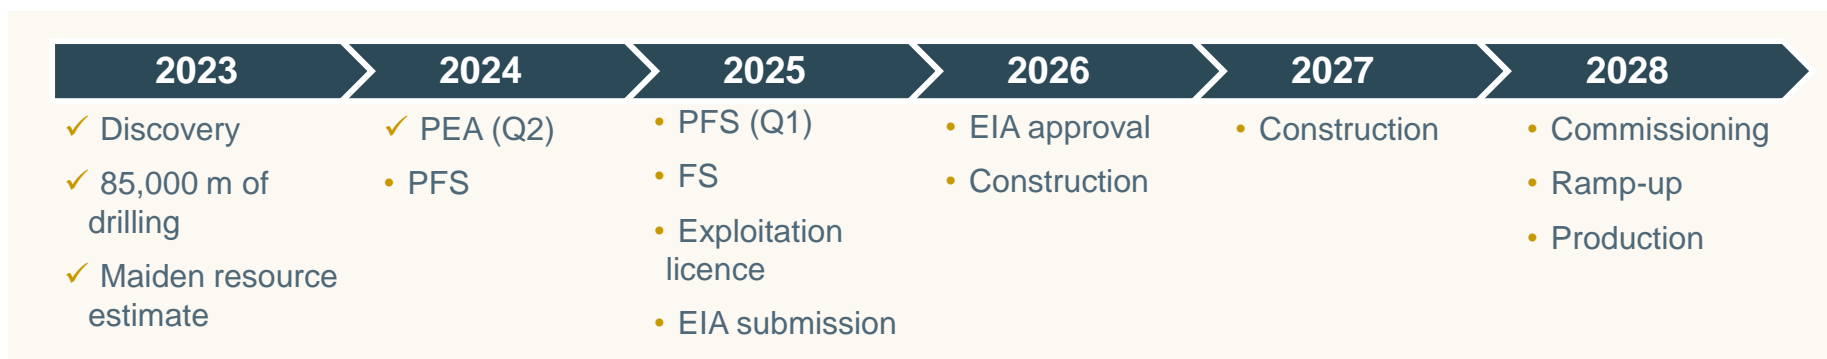 2023
2024
2025
2026
2027
2028
✓ Discovery
✓ 85,000 m of
drilling
✓ Maiden resource
estimate
✓ PEA (Q2)
• PFS
• PFS (Q1)
• FS
• Exploitation
licence
• EIA submission
• EIA approval
• Construction
• Construction
• Commissioning
• Ramp-up
• Production